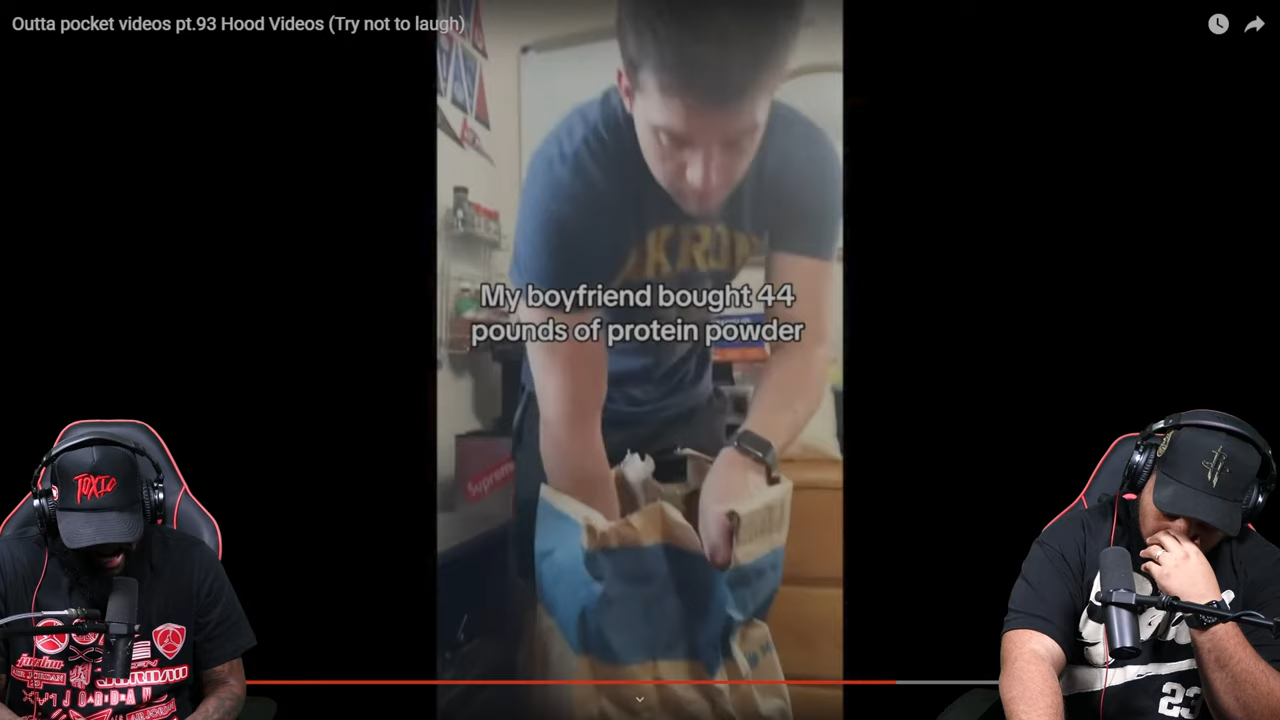 Outta pocket videos pt.93 Hood Videos (Try not to laugh)
My boyfriend bought 44
pounds of protein powder
Supreme
TOXIC
23